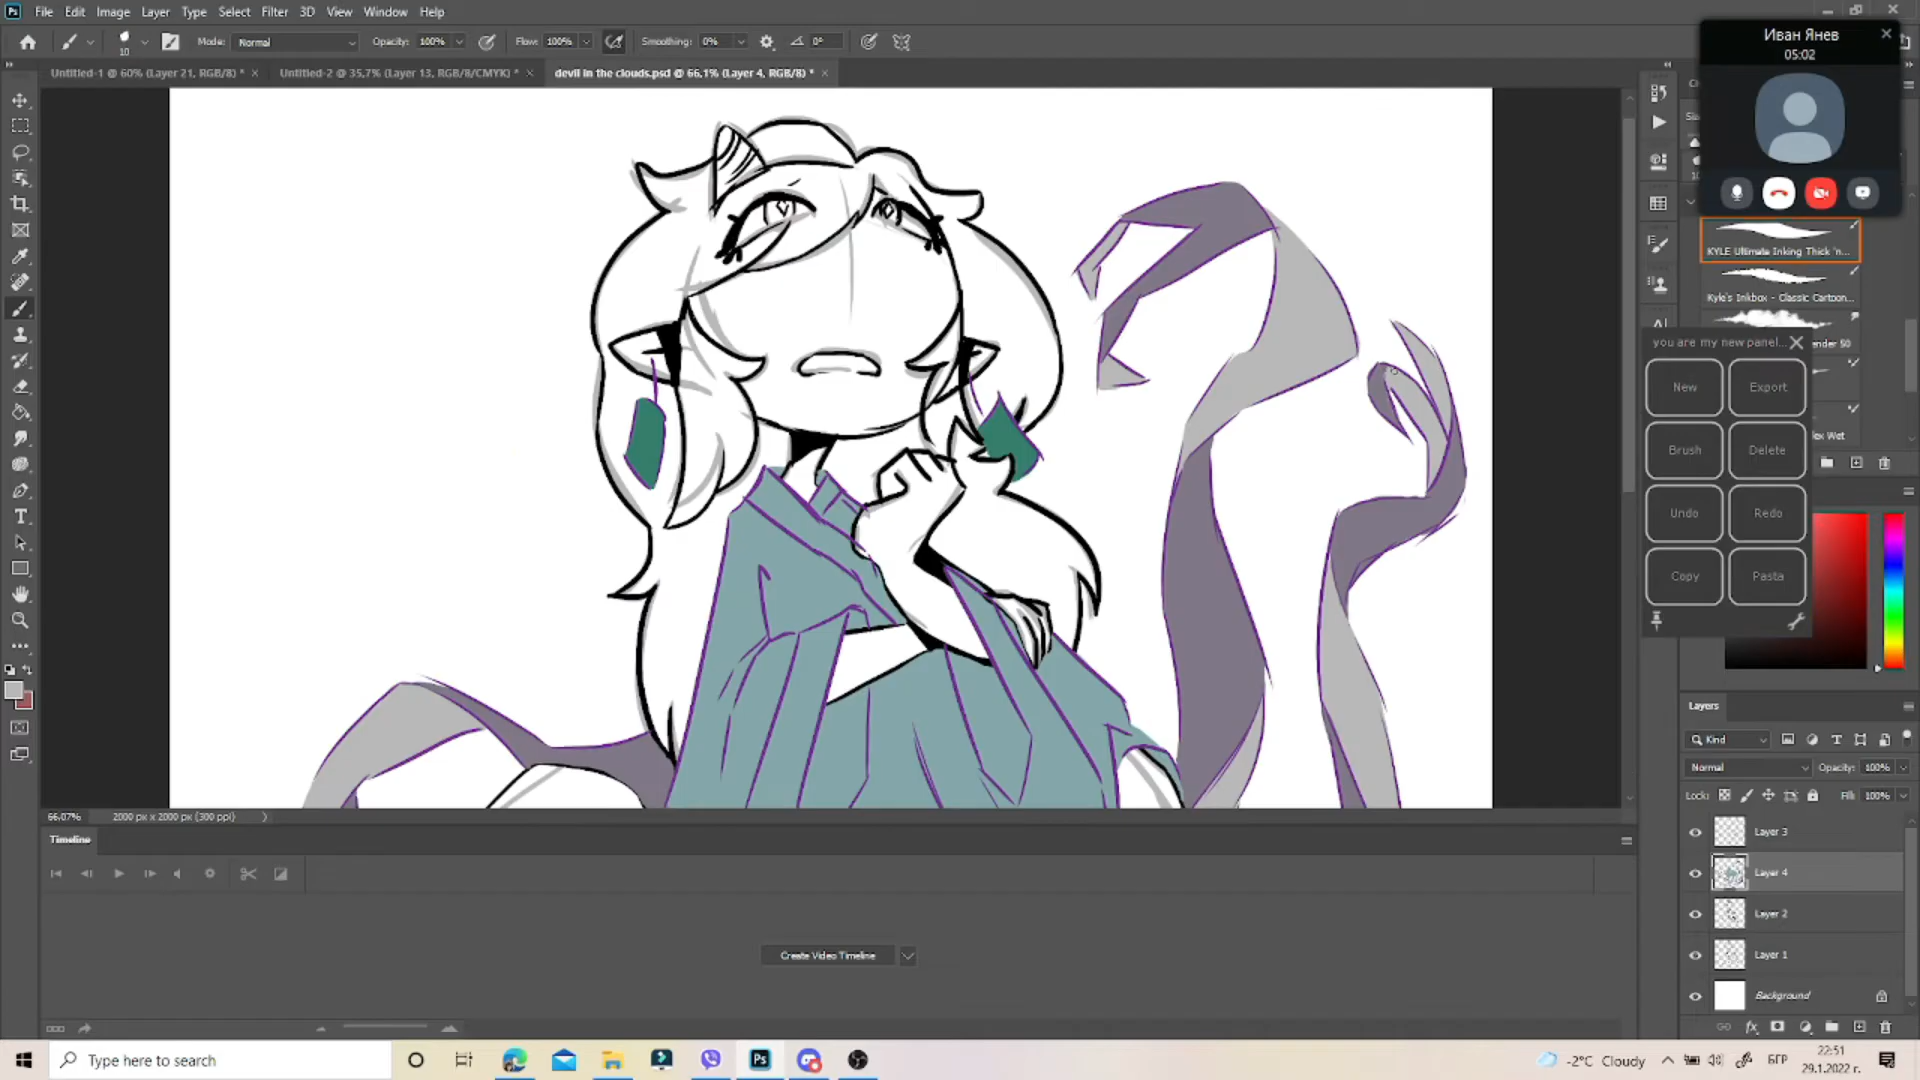 File Edit Image Layer Type Select Filter 3D View Window Help
Иван Янев
05:02
10 Mode: Normal Opacity: 100% Flow: 100% Smoothing: 0% 0°
Untitled-1 @ 60% (Layer 21, RGB/8) * Untitled-2 @ 35,7% (Layer 13, RGB/8/CMYK) * devil in the clouds.psd @ 66,1% (Layer 4, RGB/8) *
KYLE Ultimate Inking Thick 'n...
Kyle's Inkbox - Classic Cartoon...
ender 50
you are my new panel...
New Export
Brush Delete
Undo Redo
Copy Pasta
Wet
Layers
Kind
Normal Opacity: 100%
Lock: Fill: 100%
Layer 3
Layer 4
Layer 2
Layer 1
Background
66.07% 2000 px x 2000 px (300 ppi)
Timeline
Create Video Timeline
Type here to search
-2°C Cloudy БГР
22:51
29.1.2022 г.